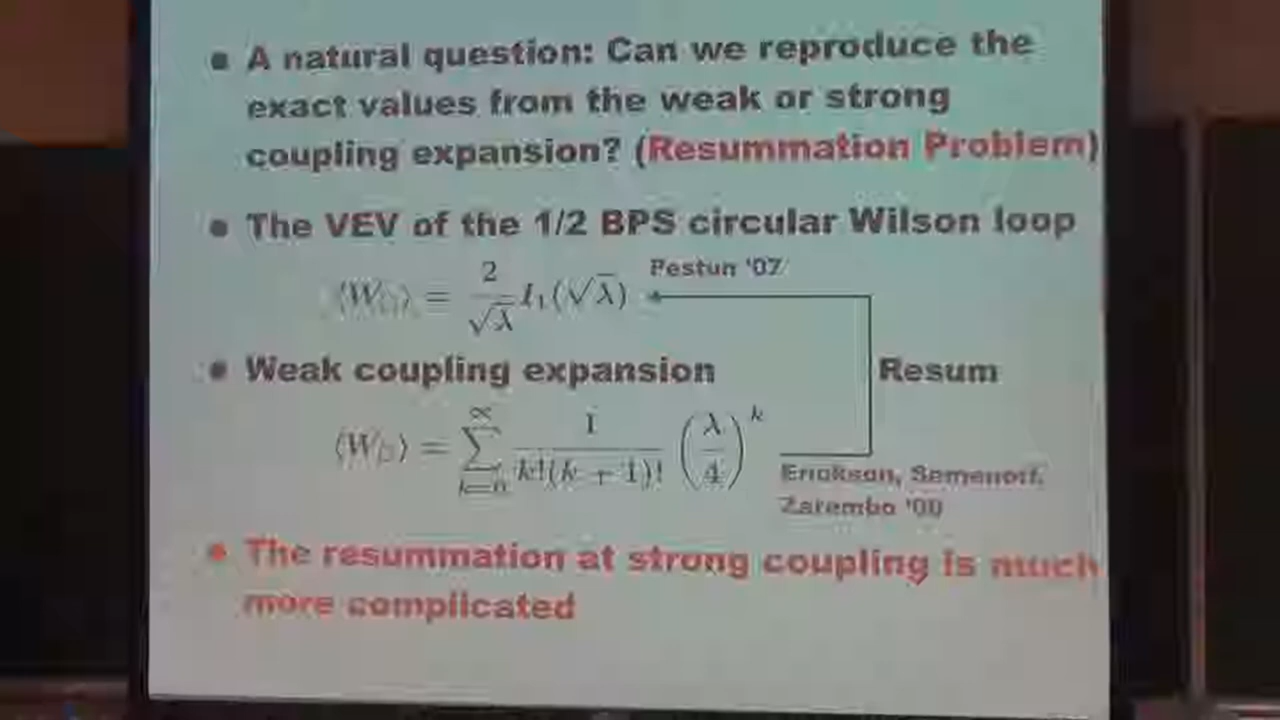 • A natural question: Can we reproduce the
exact values from the weak or strong
coupling expansion? (Resummation Problem)
• The VEV of the 1/2 BPS circular Wilson loop
Pestun '07
⟨W□⟩ = 2/√λ I₁(√λ)
• Weak coupling expansion
Resum
⟨W□⟩ = ∑_{k=0}^{∞} 1/(k!(k + 1)!) (λ/4)^k
Erickson, Semenoff,
Zarembo '00
• The resummation at strong coupling is much
more complicated